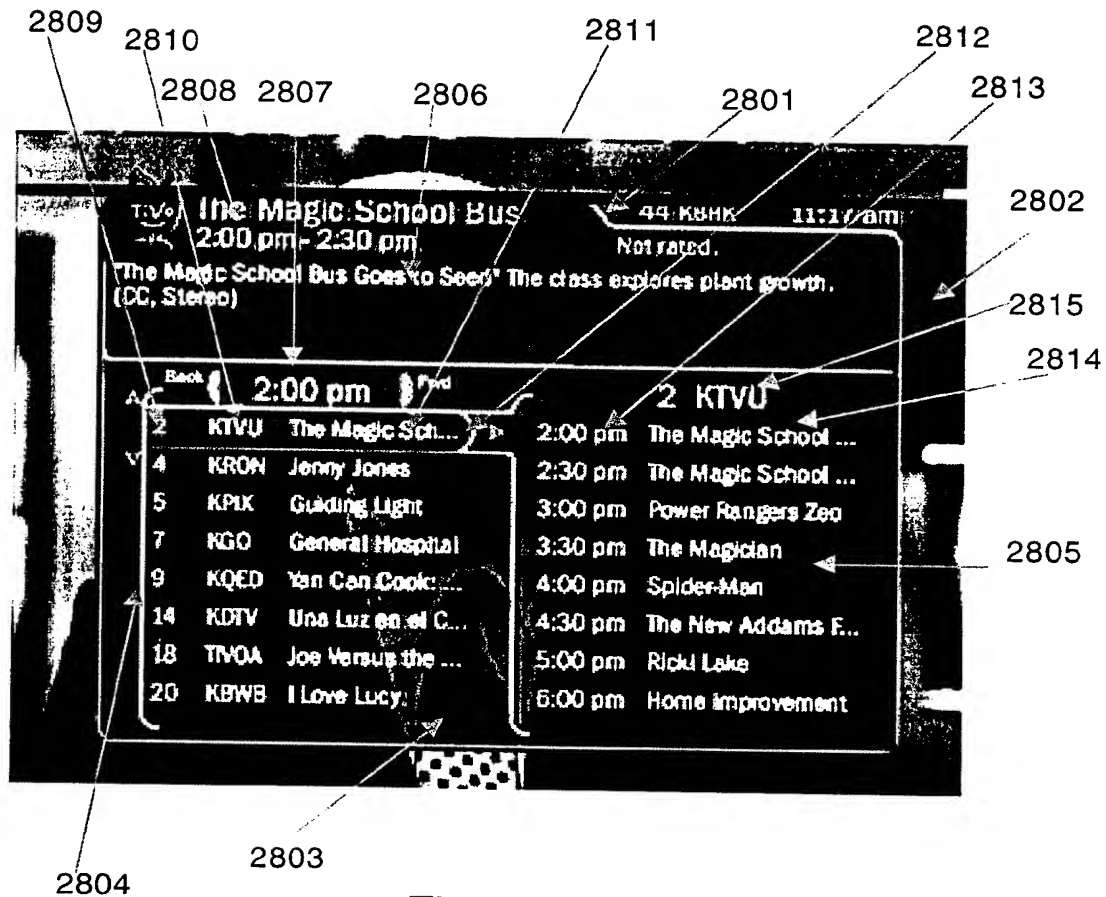 2809 2810 2811 2812
2808 2807 2806 2801 2813
TiVo The Magic School Bus 44 KBHK 11:17 am
2:00 pm - 2:30 pm Not rated.
"The Magic School Bus Goes to Seed" The class explores plant growth.
(CC, Stereo)
2802
2815
2814
Back 2:00 pm Fwd 2 KTVU
2 KTVU The Magic Sch... 2:00 pm The Magic School ...
4 KRON Jenny Jones 2:30 pm The Magic School ...
5 KPIX Guiding Light 3:00 pm Power Rangers Zeo
7 KGO General Hospital 3:30 pm The Magician
2805
9 KQED Yan Can Cook: ... 4:00 pm Spider-Man
14 KDTV Una Luz en el C... 4:30 pm The New Addams F...
18 TIVOA Joe Versus the ... 5:00 pm Ricki Lake
20 KBWB I Love Lucy 6:00 pm Home Improvement
2803
2804